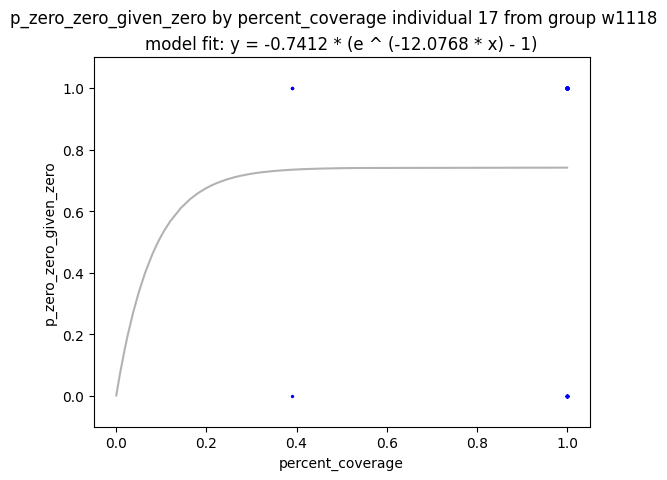 p_zero_zero_given_zero by percent_coverage individual 17 from group w1118
model fit: y = -0.7412 * (e ^ (-12.0768 * x) - 1)
1.0
0.8
0.6
0.4
0.2
0.0
p_zero_zero_given_zero
0.0 0.2 0.4 0.6 0.8 1.0
percent_coverage